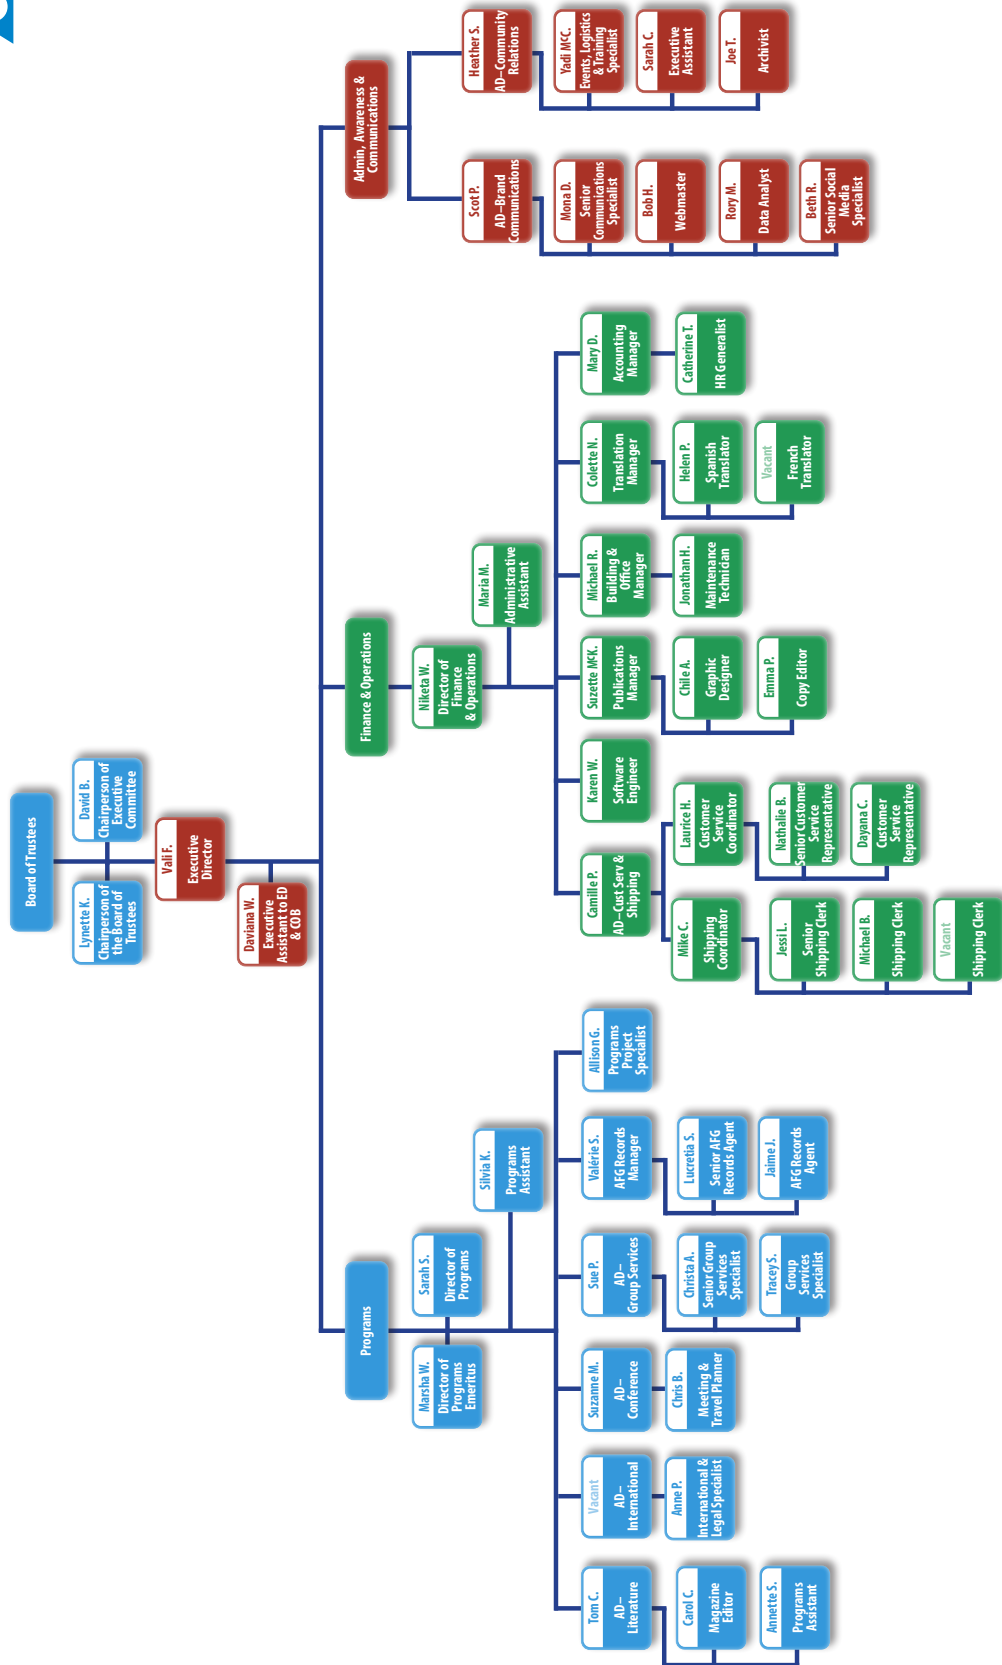 Board of Trustees
Lynette K.
Chairperson of
the Board of
Trustees
David B.
Chairperson of
Executive
Committee
Vali F.
Executive
Director
Daviana W.
Executive
Assistant to ED
& COB
Programs
Marsha W.
Director of
Programs
Emeritus
Sarah S.
Director of
Programs
Silvia K.
Programs
Assistant
Tom C.
AD–
Literature
Carol C.
Magazine
Editor
Annette S.
Programs
Assistant
Vacant
AD–
International
Anne P.
International &
Legal Specialist
Suzanne M.
AD–
Conference
Chris B.
Meeting &
Travel Planner
Sue P.
AD–
Group Services
Christa A.
Senior Group
Services
Specialist
Tracey S.
Group
Services
Specialist
Valérie S.
AFG Records
Manager
Lucretia S.
Senior AFG
Records Agent
Jaime J.
AFG Records
Agent
Allison G.
Programs
Project
Specialist
Finance & Operations
Niketa W.
Director of
Finance
& Operations
Maria M.
Administrative
Assistant
Camille P.
AD–Cust Serv &
Shipping
Mike C.
Shipping
Coordinator
Jessi L.
Senior
Shipping Clerk
Michael B.
Shipping Clerk
Vacant
Shipping Clerk
Laurice H.
Customer
Service
Coordinator
Nathalie B.
Senior Customer
Service
Representative
Dayana C.
Customer
Service
Representative
Karen W.
Software
Engineer
Suzette McK.
Publications
Manager
Chile A.
Graphic
Designer
Emma P.
Copy Editor
Michael R.
Building &
Office
Manager
Jonathan H.
Maintenance
Technician
Colette N.
Translation
Manager
Helen P.
Spanish
Translator
Vacant
French
Translator
Mary D.
Accounting
Manager
Catherine T.
HR Generalist
Admin, Awareness &
Communications
Scot P.
AD–Brand
Communications
Mona D.
Senior
Communications
Specialist
Bob H.
Webmaster
Rory M.
Data Analyst
Beth R.
Senior Social
Media
Specialist
Heather S.
AD–Community
Relations
Yadi McC.
Events, Logistics
& Training
Specialist
Sarah C.
Executive
Assistant
Joe T.
Archivist